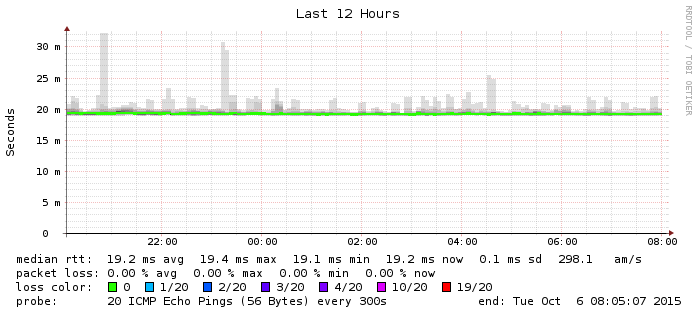 Last 12 Hours
RRDTOOL / TOBI OETIKER
Seconds
30 m
25 m
20 m
15 m
10 m
5 m
0
22:00 00:00 02:00 04:00 06:00 08:00
median rtt: 19.2 ms avg 19.4 ms max 19.1 ms min 19.2 ms now 0.1 ms sd 298.1 am/s
packet loss: 0.00 % avg 0.00 % max 0.00 % min 0.00 % now
loss color: 0 1/20 2/20 3/20 4/20 10/20 19/20
probe: 20 ICMP Echo Pings (56 Bytes) every 300s end: Tue Oct 6 08:05:07 2015